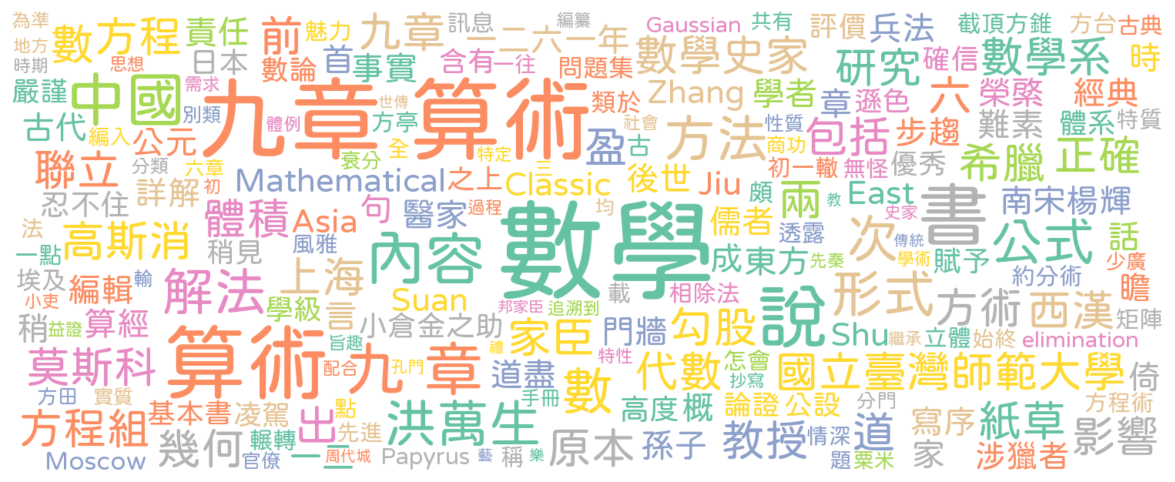 為準 數 方程 責任 前 魅力 九章 訊息 編纂 二六一年 Gaussian 共有 評價 兵法 截頂方錐 方台 古典
地方 時期 思想 日本 數論 首 事實 含有 一往 問題集 數學史家 研究 確信 數學系 時
嚴謹 中國 需求 別類 九章算術 世傳 類於 Zhang 學者 章 遜色 六 榮檠 經典
古代 編入 公元 體例 方亭 衰分 全 特定 社會 盈 古 方法 性質 商功 包括 步趨 難素 體系 特質
聯立 分類 六章 初 Mathematical 之上 Classic 三 後世 Jiu 初一轍 無怪 優秀 希臘 正確
忍不住 詳解 體積 Asia 句 醫家 過程 均 儒者 頗 兩 教 East 史家 書 南宋楊輝
法 一點 高斯消 稍見 風雅 內容 數學 成 東方 透露 先秦 說 次 傳統 學術 賦予 公式 話 少廣
埃及 小吏 編輯 輸 解法 上海 言 Suan 載 邦家臣 追溯到 相除法 形式 方術 約分術 西漢 瞻 矩陣
稍 益證 算經 學級 小倉金之助 家臣 門牆 勾股 Shu 繼承 立體 始終 elimination
莫斯科 算術 旨趣 九章 配合 孔門 禮 道盡 特性 數 代數 怎會 抄寫 國立臺灣師範大學 倚
方田 實質 基本書 凌駕 出 點 手冊 高度 概 論證 公設 分門 寫序 紙草 方程術
方程組 幾何 輾轉 一二 先進 洪萬生 原本 孫子 教授 情深 道 家 涉獵者 影響
Moscow 官僚 周代城 Papyrus 藝 稱 樂 題 粟米